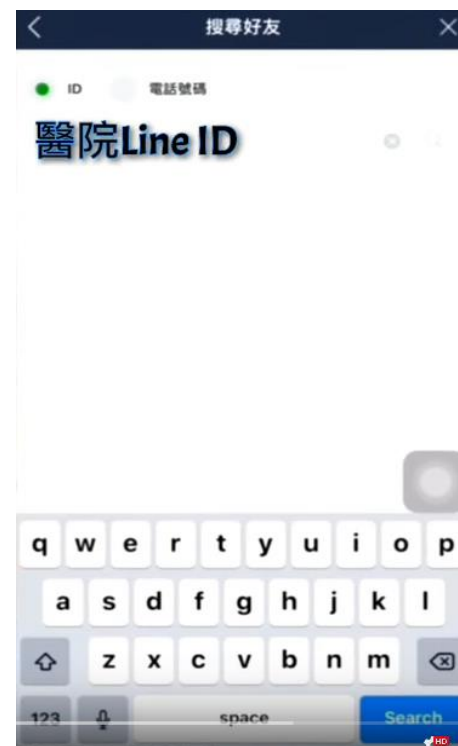 搜尋好友
ID 電話號碼
醫院Line ID
q w e r t y u i o p
a s d f g h j k l
z x c v b n m
123 space Search
HD